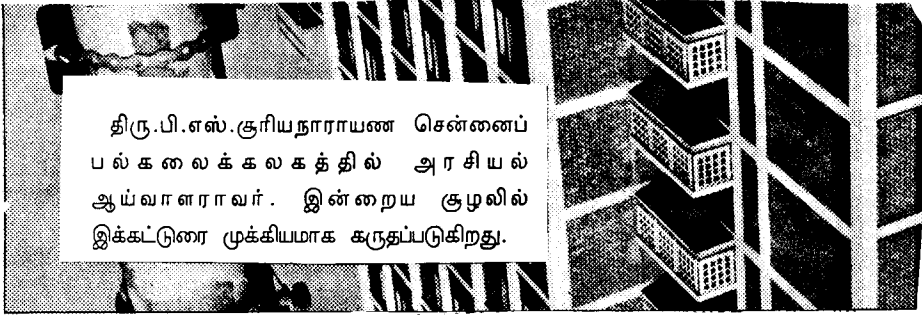 திரு.பி.எஸ்.சூரியநாராயண சென்னைப்
பல்கலைக்கலகத்தில் அரசியல்
ஆய்வாளராவர். இன்றைய சூழலில்
இக்கட்டுரை முக்கியமாக கருதப்படுகிறது.